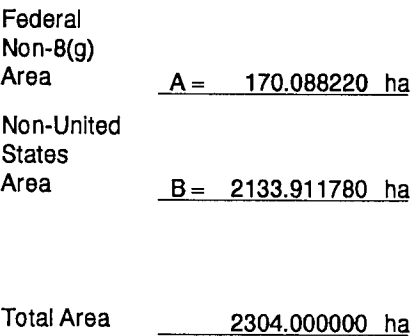 Federal
Non-8(g)
Area A = 170.088220 ha
Non-United
States
Area B = 2133.911780 ha
Total Area 2304.000000 ha